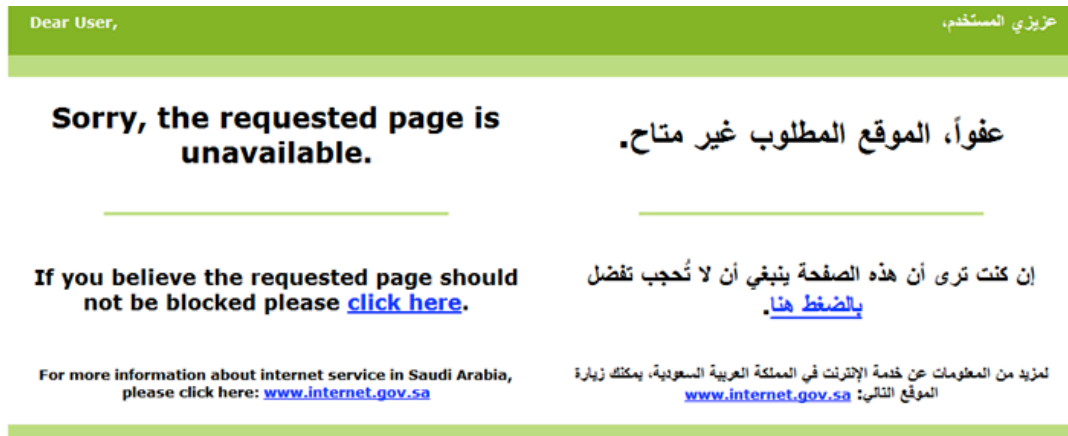 Dear User,
عزيزي المستخدم،
Sorry, the requested page is
unavailable.
عفواً، الموقع المطلوب غير متاح.
If you believe the requested page should
not be blocked please click here.
إن كنت ترى أن هذه الصفحة ينبغي أن لا تُحجب تفضل
بالضغط هنا.
For more information about internet service in Saudi Arabia,
please click here: www.internet.gov.sa
لمزيد من المعلومات عن خدمة الإنترنت في المملكة العربية السعودية، يمكنك زيارة
الموقع التالي: www.internet.gov.sa